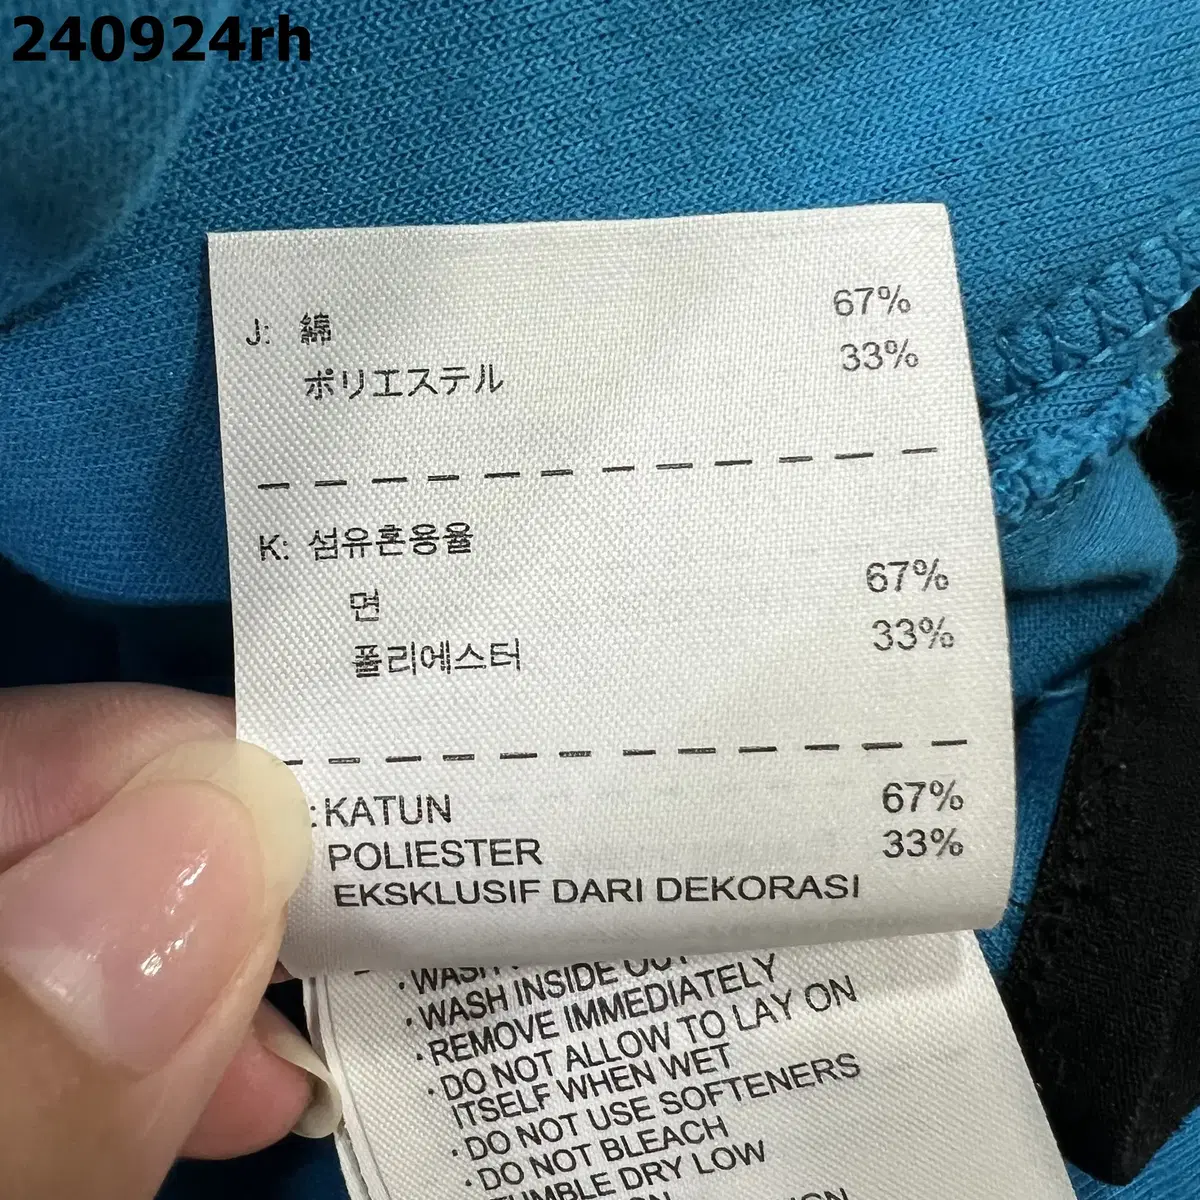 240924rh
J: 綿 67%
ポリエステル 33%
K: 섬유혼용율
면 67%
폴리에스터 33%
:KATUN 67%
POLIESTER 33%
EKSKLUSIF DARI DEKORASI
· WASH
· WASH INSIDE OUT
· REMOVE IMMEDIATELY
· DO NOT ALLOW TO LAY ON
ITSELF WHEN WET
· DO NOT USE SOFTENERS
· DO NOT BLEACH
TUMBLE DRY LOW